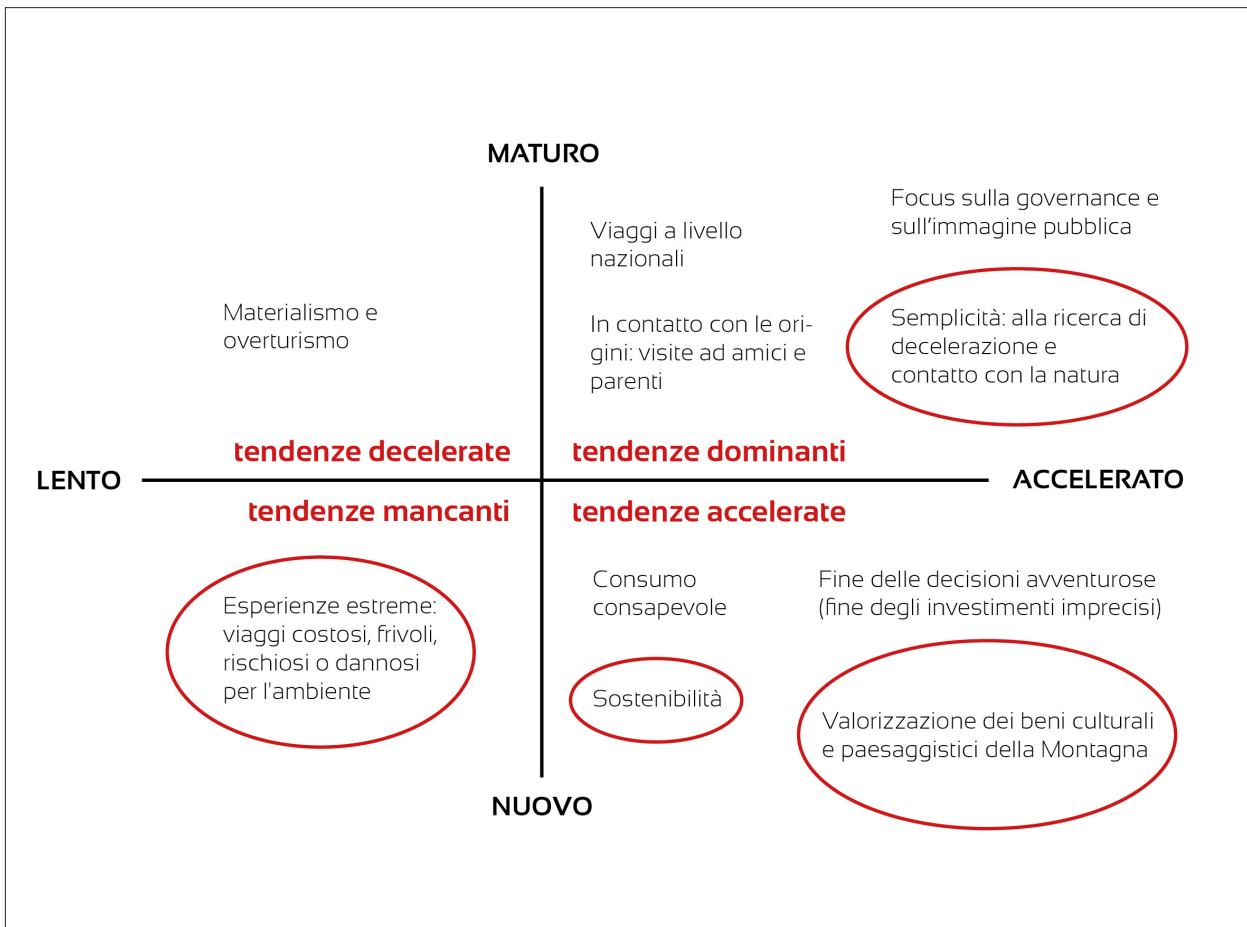 MATURO
Focus sulla governance e
sull'immagine pubblica
Viaggi a livello
nazionali
Materialismo e
overturismo
In contatto con le ori-
gini: visite ad amici e
parenti
Semplicità: alla ricerca di
decelerazione e
contatto con la natura
tendenze decelerate
tendenze dominanti
LENTO
ACCELERATO
tendenze mancanti
tendenze accelerate
Esperienze estreme:
viaggi costosi, frivoli,
rischiosi o dannosi
per l'ambiente
Consumo
consapevole
Fine delle decisioni avventurose
(fine degli investimenti imprecisi)
Sostenibilità
Valorizzazione dei beni culturali
e paesaggistici della Montagna
NUOVO